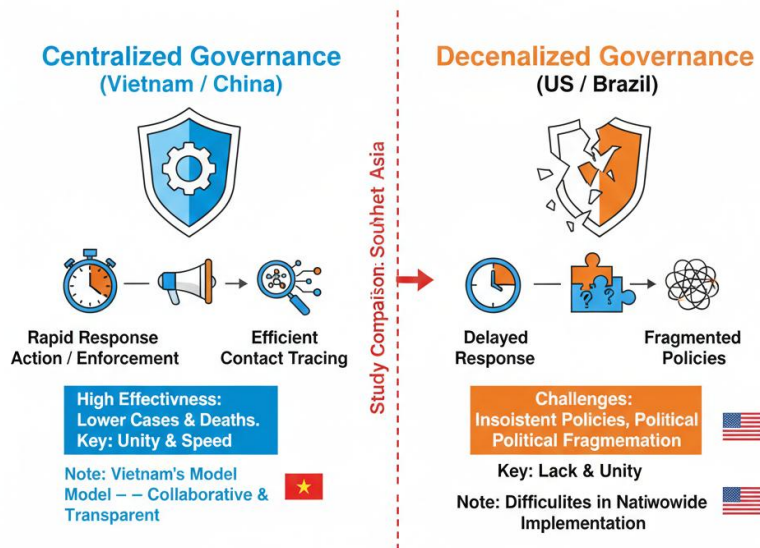 Centralized Governance
(Vietnam / China)
Rapid Response
Action / Enforcement
Efficient
Contact Tracing
High Effectivness:
Lower Cases & Deaths.
Key: Unity & Speed
Note: Vietnam's Model
Model – – Collaborative &
Transparent
Study Compaison: Souihet Asia
Decenalized Governance
(US / Brazil)
? ?
Delayed
Response
Fragmented
Policies
Challenges:
Insoistent Policies, Political
Political Fragmemation
Key: Lack & Unity
Note: Difficulites in Natiwowide
Implementation